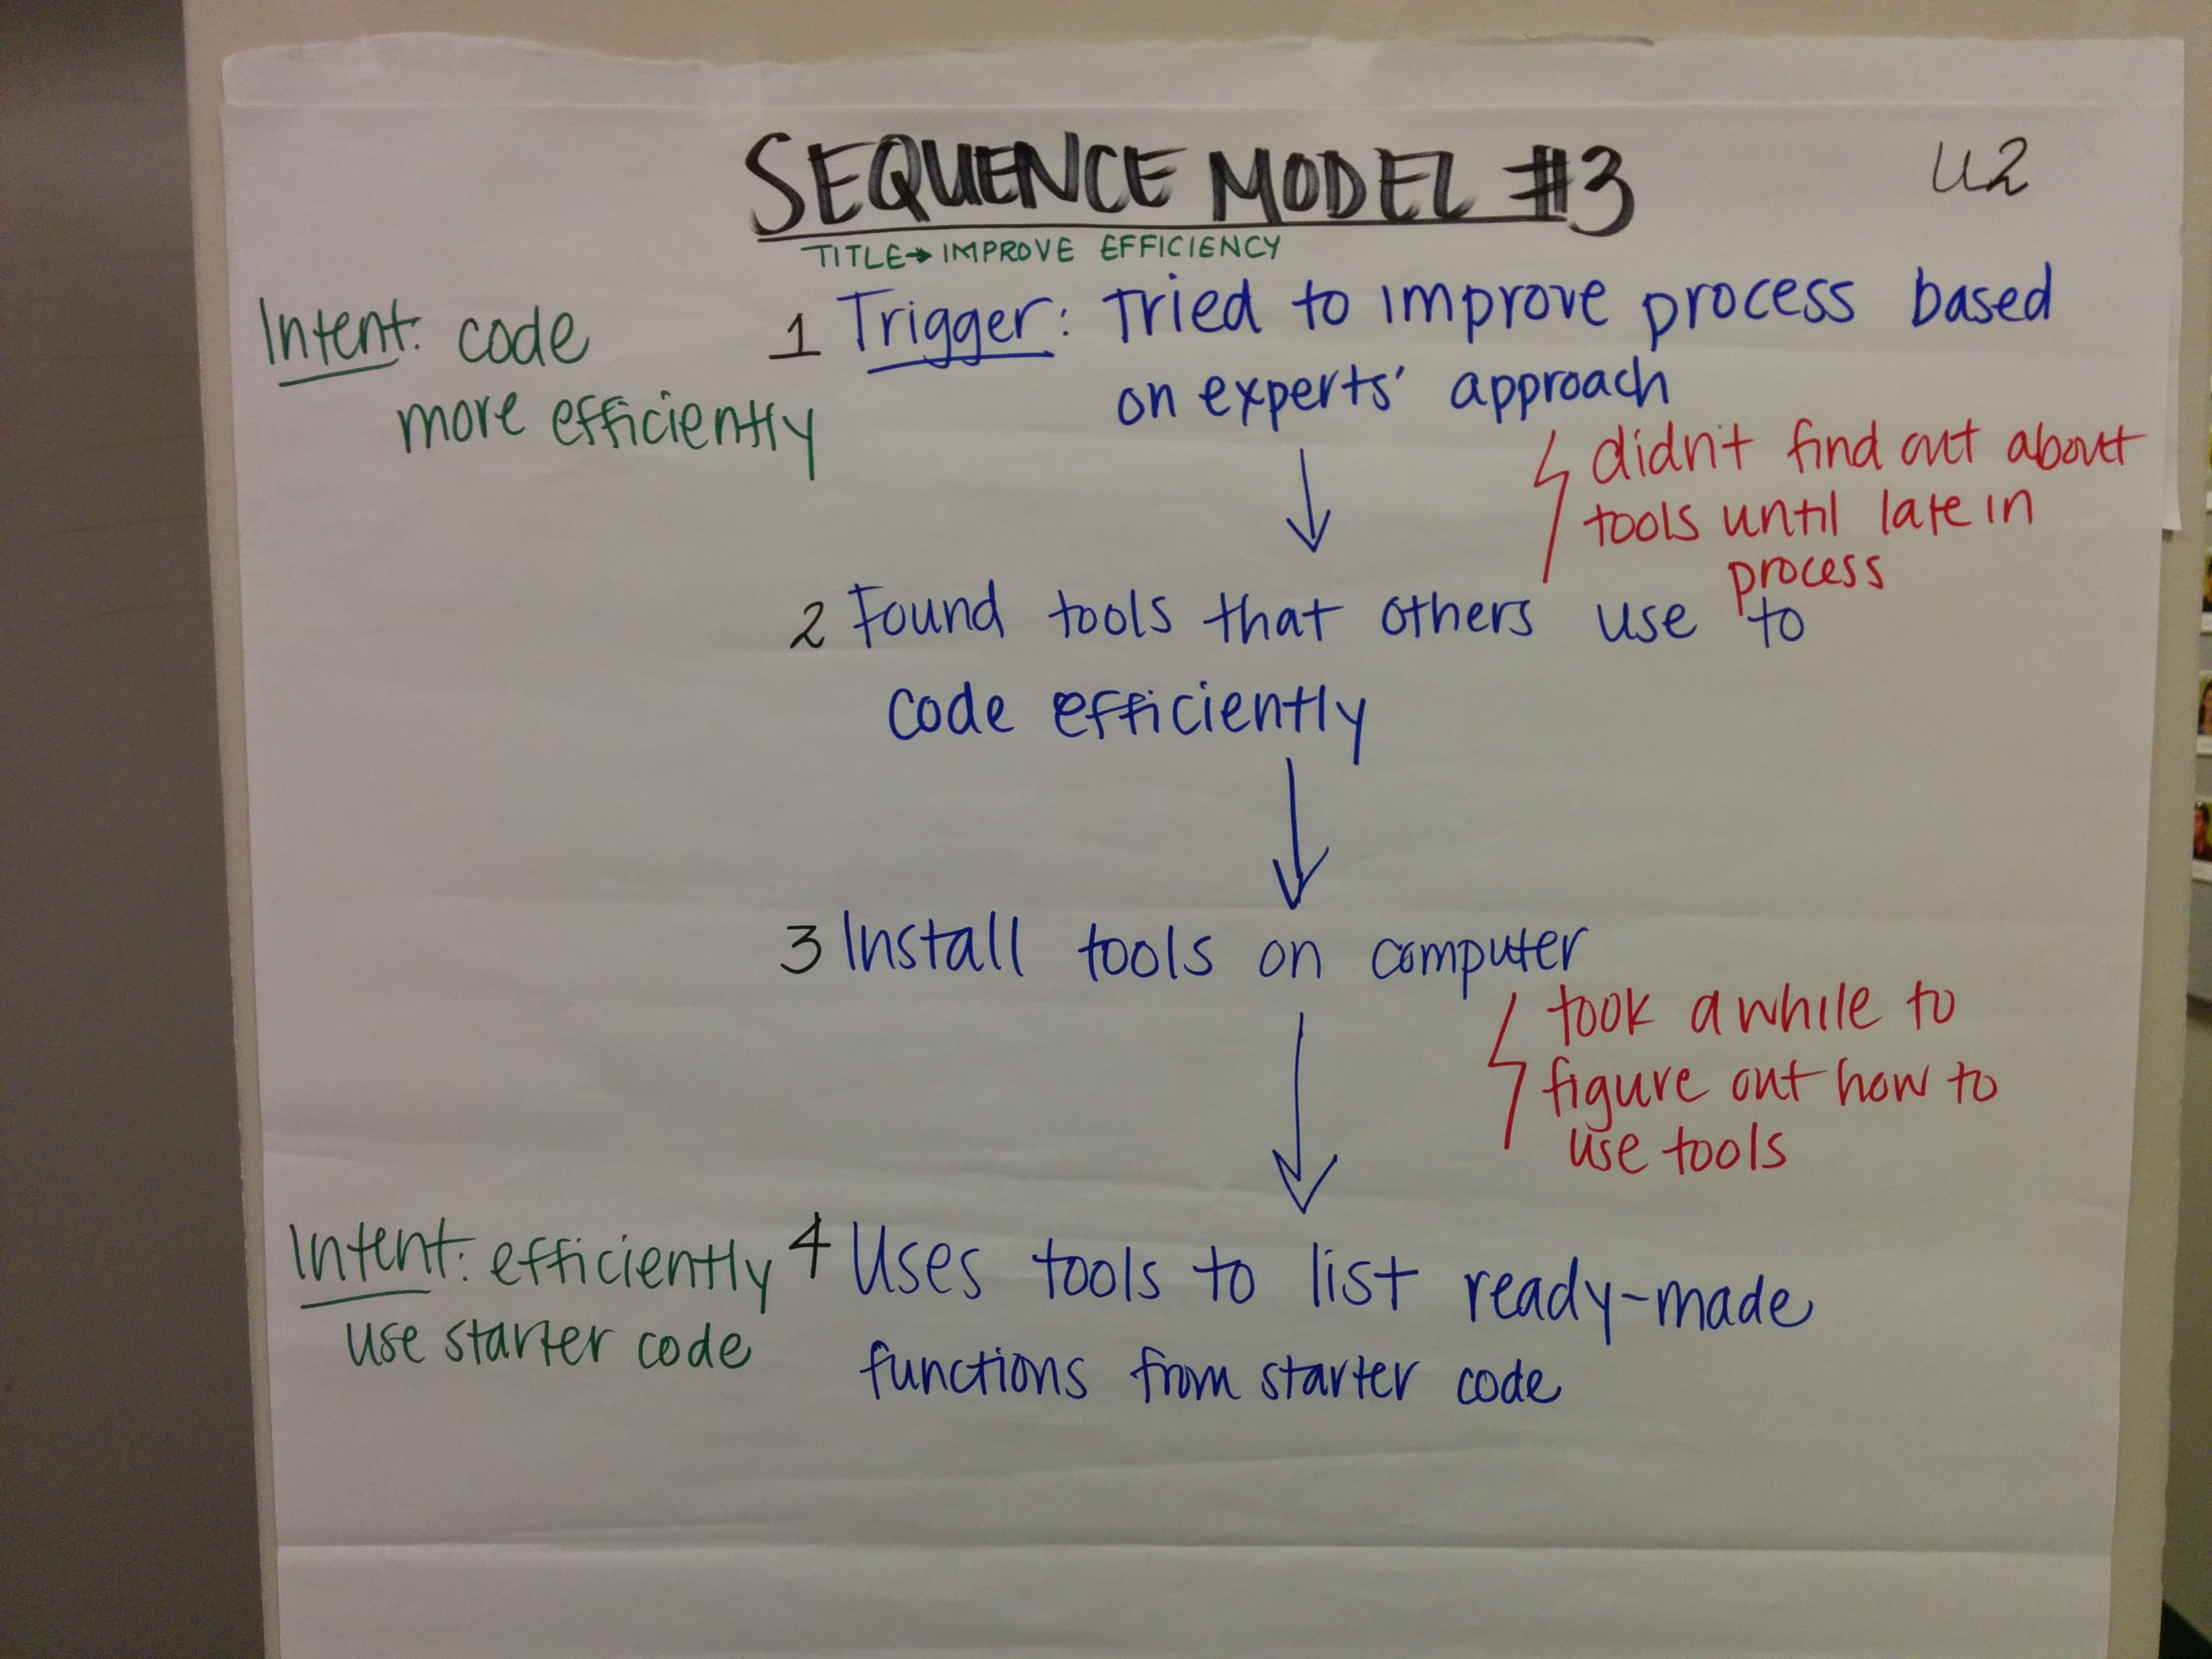 SEQUENCE MODEL #3
U2
TITLE→IMPROVE EFFICIENCY
Intent: code
more efficiently
1 Trigger: Tried to improve process based
on experts' approach
didn't find out about
tools until late in
process
2 Found tools that others use to
code efficiently
3 Install tools on computer
took a while to
figure out how to
use tools
Intent: efficiently
use starter code
4 Uses tools to list ready-made
functions from starter code